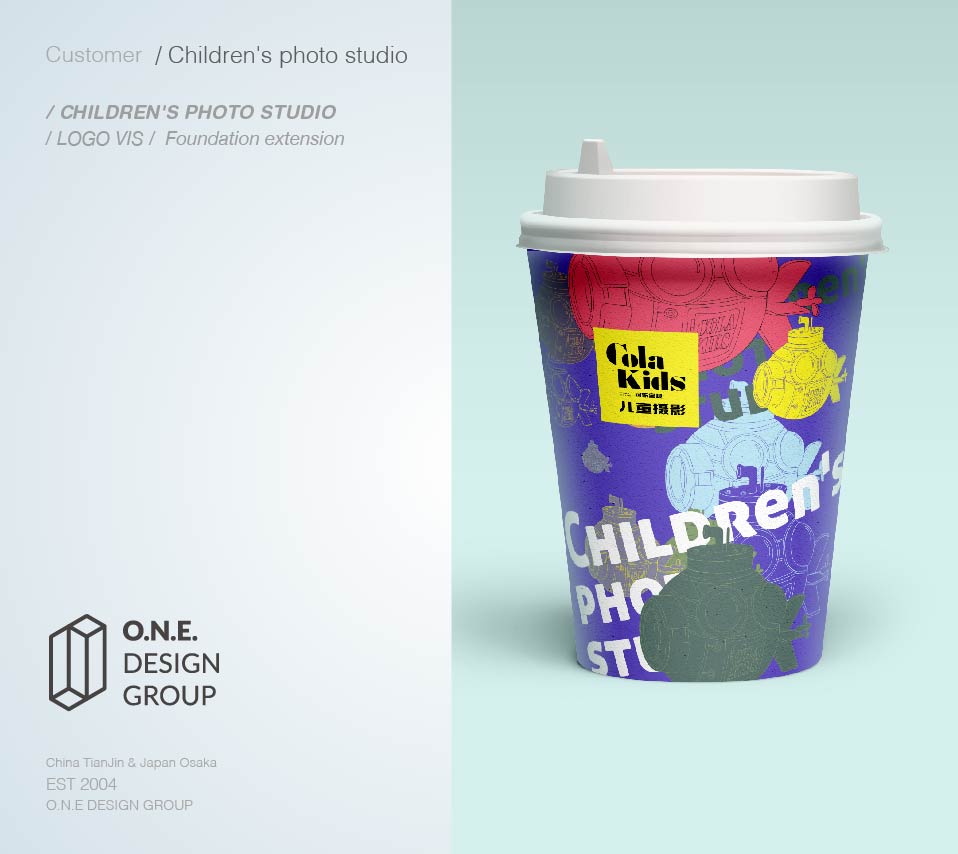 Customer / Children's photo studio
/ CHILDREN'S PHOTO STUDIO
/ LOGO VIS / Foundation extension
Cola
Kids
儿童摄影
CHILDRen's
PHO
STU
O.N.E.
DESIGN
GROUP
China TianJin & Japan Osaka
EST 2004
O.N.E DESIGN GROUP